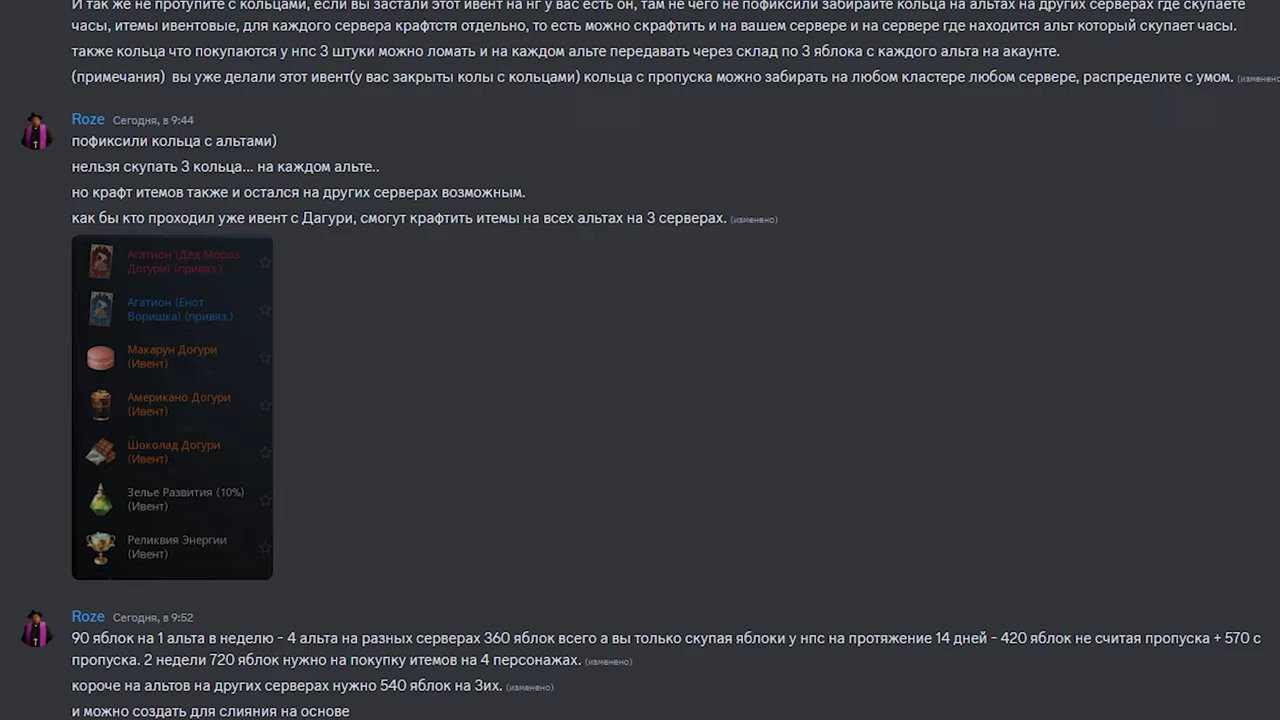 И так же не протупите с кольцами, если вы застали этот ивент на нг у вас есть он, там не чего не пофиксили забирайте кольца на альтах на других серверах где скупаете
часы, итемы ивентовые, для каждого сервера крафтстя отдельно, то есть можно скрафтить и на вашем сервере и на сервере где находится альт который скупает часы.
также кольца что покупаются у нпс 3 штуки можно ломать и на каждом альте передавать через склад по 3 яблока с каждого альта на акаунте.
(примечания) вы уже делали этот ивент(у вас закрыты колы с кольцами) кольца с пропуска можно забирать на любом кластере любом сервере, распределите с умом. (изменено
Roze Сегодня, в 9:44
пофиксили кольца с альтами)
нельзя скупать 3 кольца... на каждом альте..
но крафт итемов также и остался на других серверах возможным.
как бы кто проходил уже ивент с Дагури, смогут крафтить итемы на всех альтах на 3 серверах. (изменено)
Агатион (Дед Мороз
Догури) (привяз.)
Агатион (Енот
Воришка) (привяз.)
Макарун Догури
(Ивент)
Американо Догури
(Ивент)
Шоколад Догури
(Ивент)
Зелье Развития (10%)
(Ивент)
Реликвия Энергии
(Ивент)
Roze Сегодня, в 9:52
90 яблок на 1 альта в неделю - 4 альта на разных серверах 360 яблок всего а вы только скупая яблоки у нпс на протяжение 14 дней - 420 яблок не считая пропуска + 570 с
пропуска. 2 недели 720 яблок нужно на покупку итемов на 4 персонажах. (изменено)
короче на альтов на других серверах нужно 540 яблок на 3их. (изменено)
и можно создать для слияния на основе